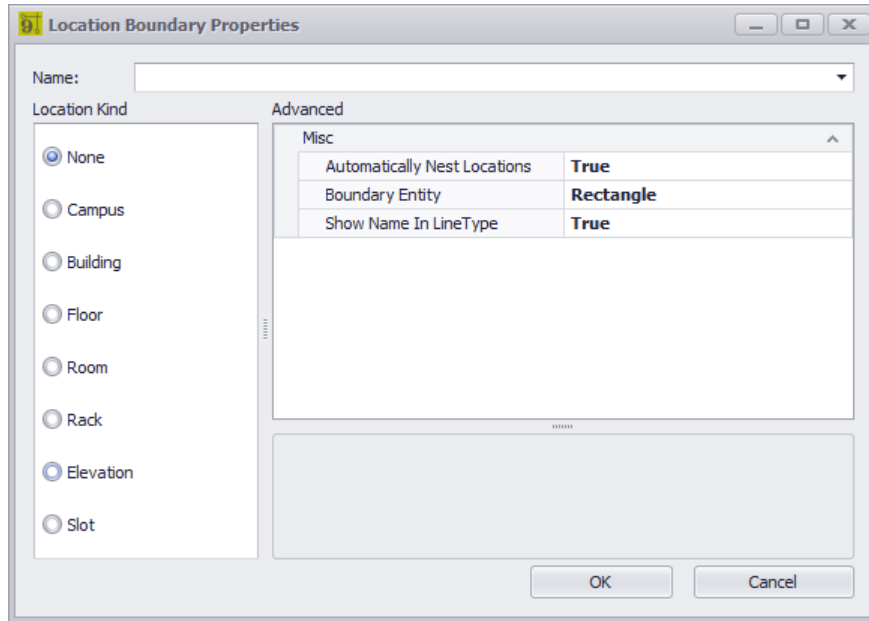 9 Location Boundary Properties
Name:
Location Kind
Advanced
None
Campus
Building
Floor
Room
Rack
Elevation
Slot
Misc
Automatically Nest Locations True
Boundary Entity Rectangle
Show Name In LineType True
OK Cancel